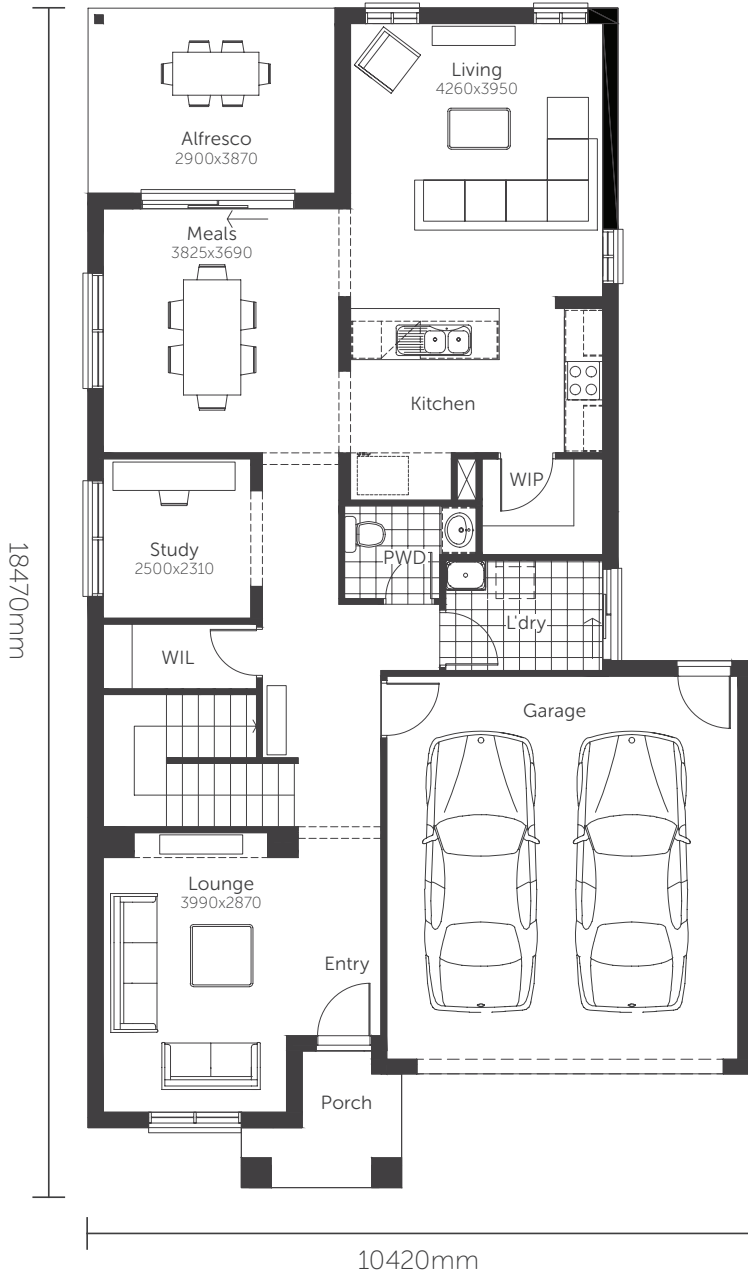 Living
4260x3950
Alfresco
2900x3870
Meals
3825x3690
Kitchen
WIP
Study
2500x2310
PWD
L'dry
WIL
Garage
Lounge
3990x2870
Entry
Porch
18470mm
10420mm